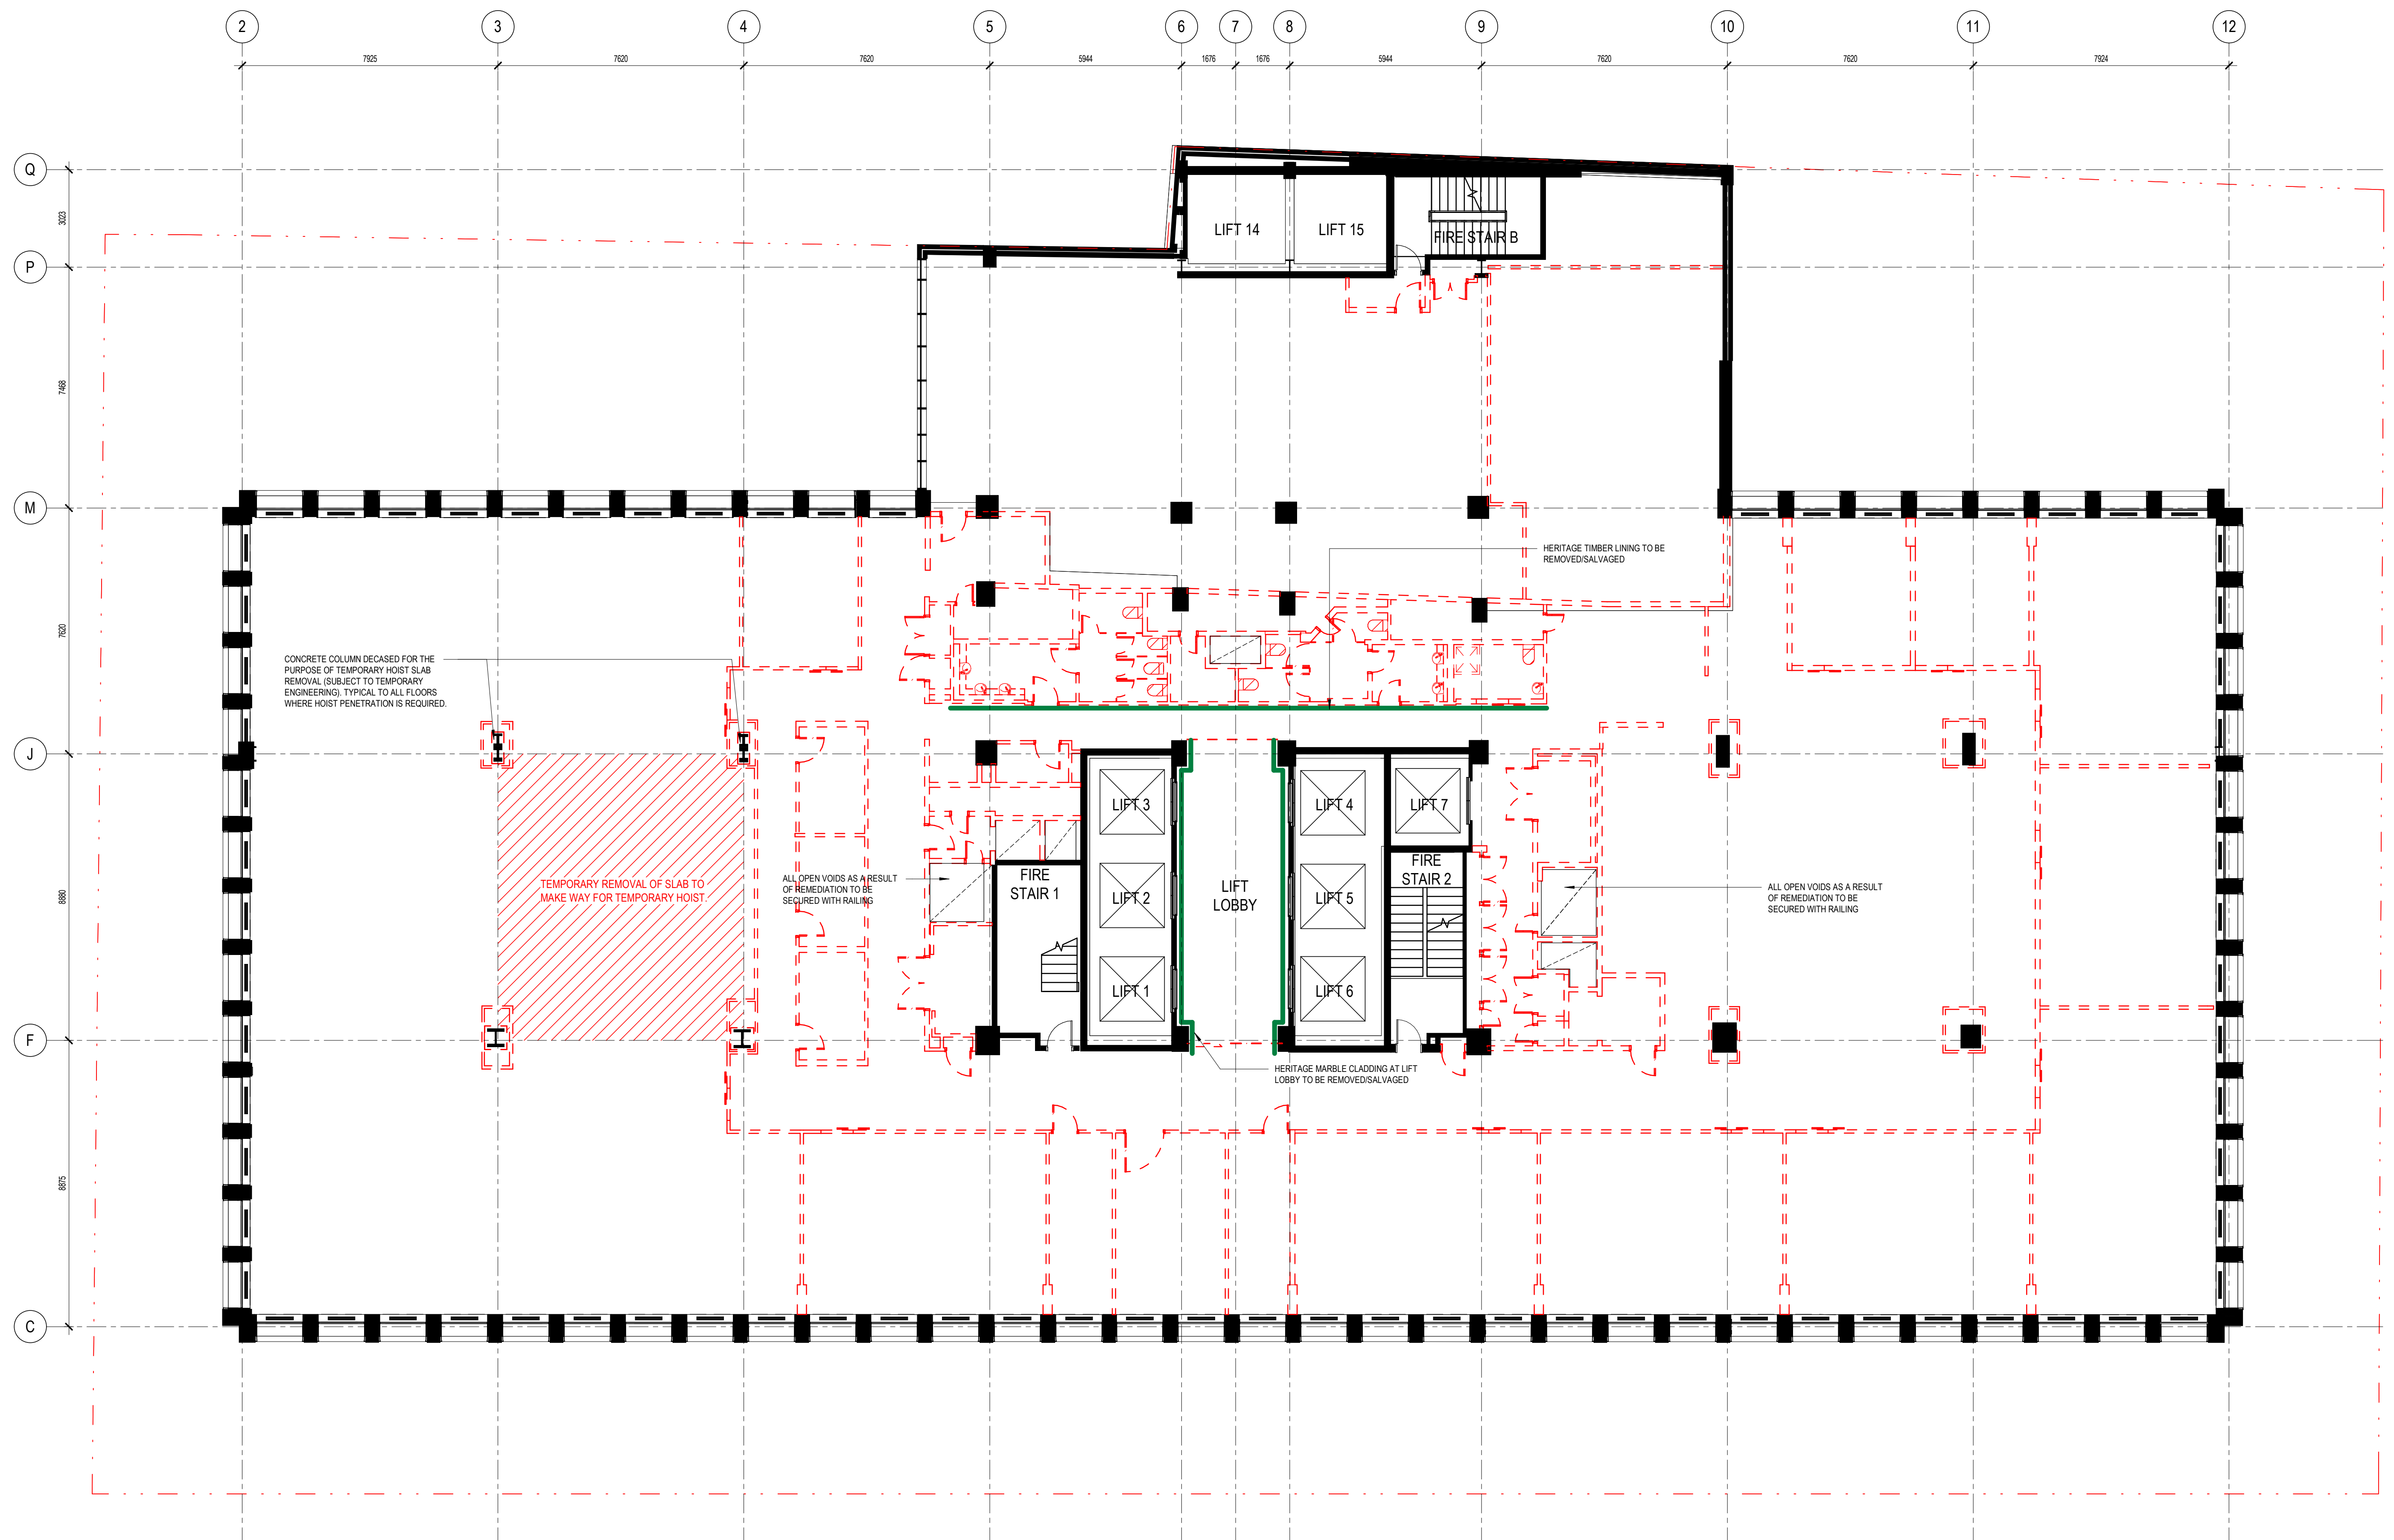 2
3
4
5
6
7
8
9
10
11
12
7925
7620
7620
5944
1676
1676
5944
7620
7620
7924
Q
3023
P
7468
M
7620
J
8880
F
8875
C
LIFT 14
LIFT 15
FIRE STAIR B
HERITAGE TIMBER LINING TO BE
REMOVED/SALVAGED
CONCRETE COLUMN DECASED FOR THE
PURPOSE OF TEMPORARY HOIST SLAB
REMOVAL (SUBJECT TO TEMPORARY
ENGINEERING). TYPICAL TO ALL FLOORS
WHERE HOIST PENETRATION IS REQUIRED.
TEMPORARY REMOVAL OF SLAB TO
MAKE WAY FOR TEMPORARY HOIST.
ALL OPEN VOIDS AS A RESULT
OF REMEDIATION TO BE
SECURED WITH RAILING
FIRE
STAIR 1
LIFT 3
LIFT 2
LIFT 1
LIFT
LOBBY
LIFT 4
LIFT 5
LIFT 6
LIFT 7
FIRE
STAIR 2
ALL OPEN VOIDS AS A RESULT
OF REMEDIATION TO BE
SECURED WITH RAILING
HERITAGE MARBLE CLADDING AT LIFT
LOBBY TO BE REMOVED/SALVAGED